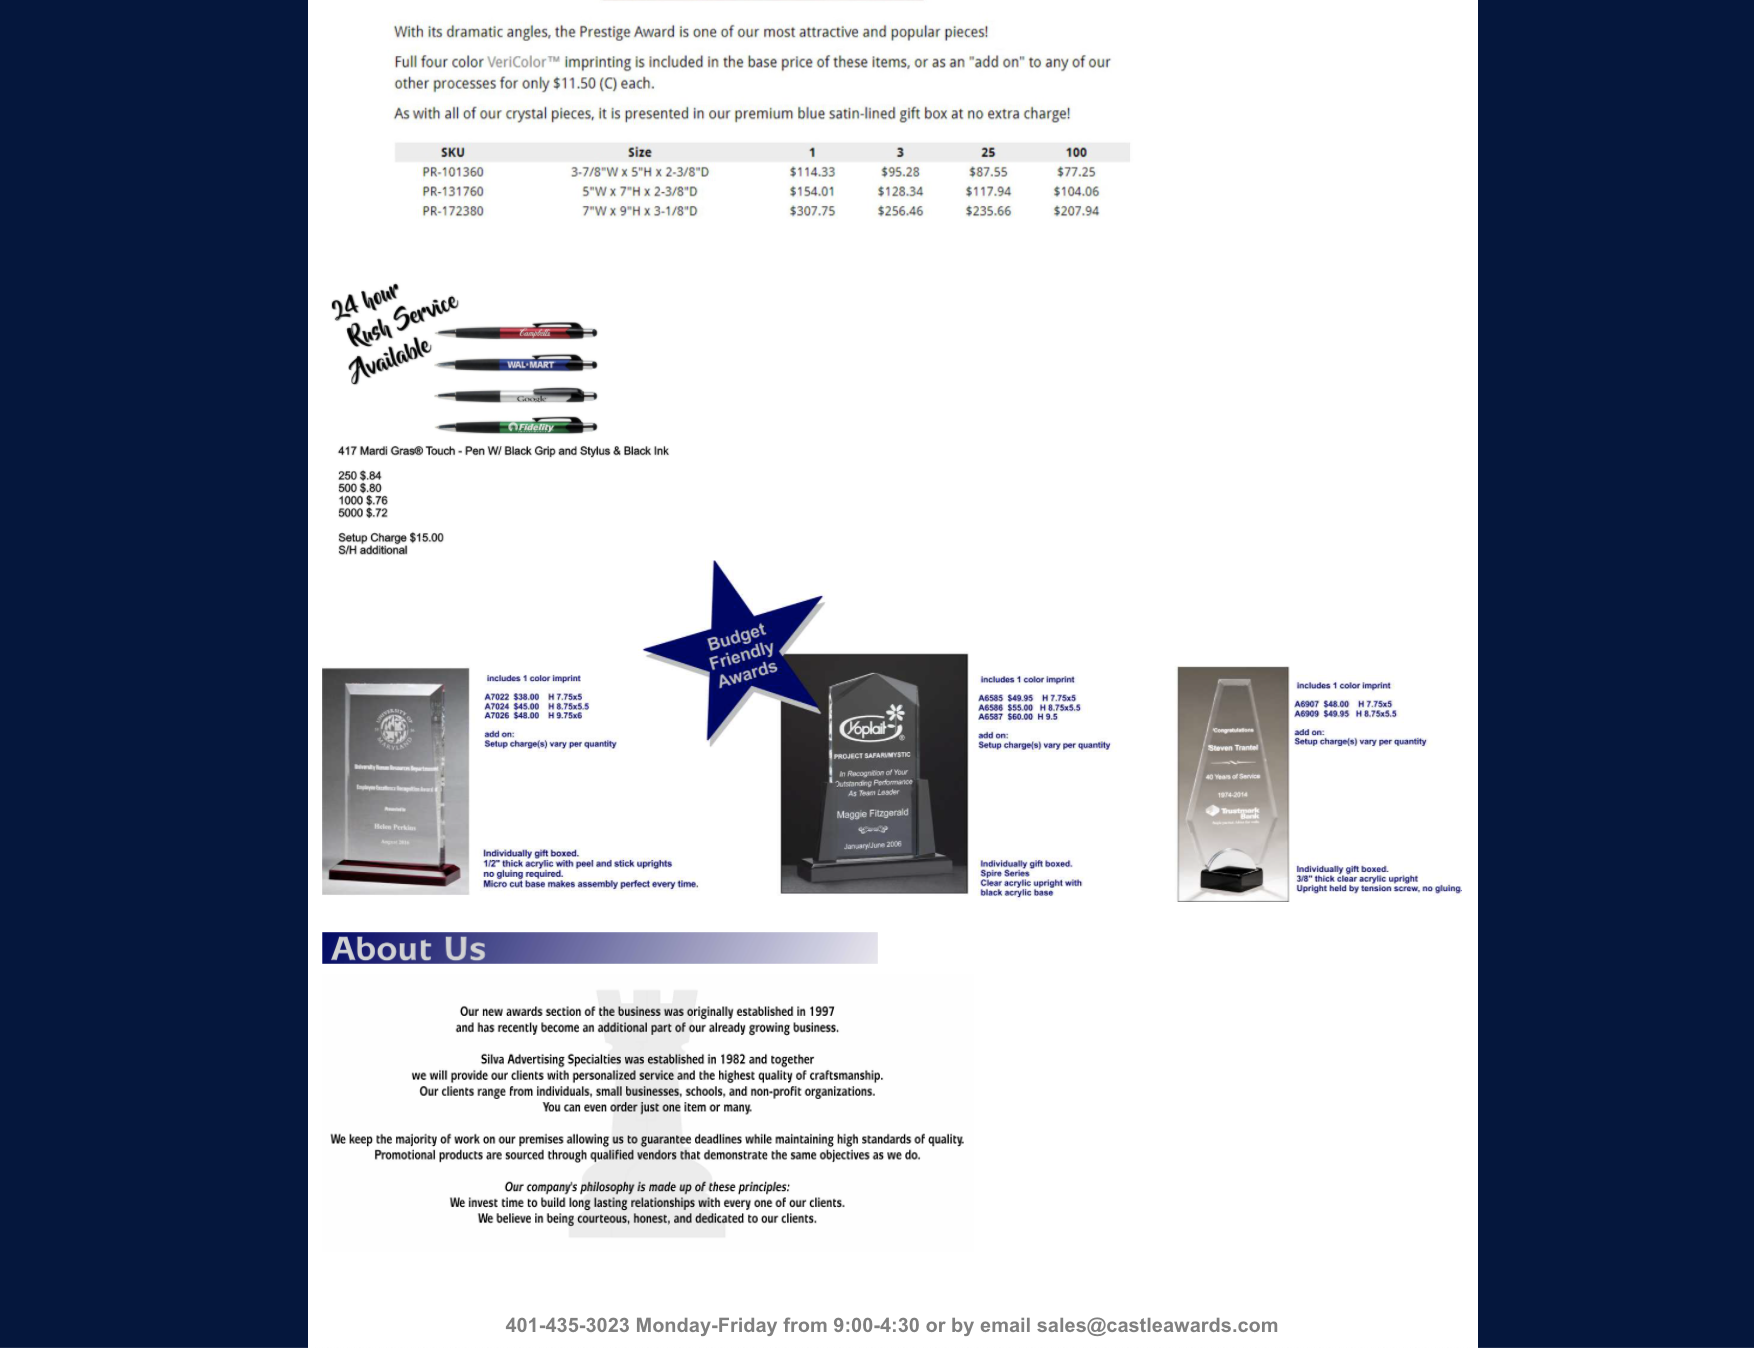 With its dramatic angles, the Prestige Award is one of our most attractive and popular pieces!
Full four color VeriColor™ imprinting is included in the base price of these items, or as an "add on" to any of our
other processes for only $11.50 (C) each.
As with all of our crystal pieces, it is presented in our premium blue satin-lined gift box at no extra charge!
SKU Size 1 3 25 100
PR-101360 3-7/8"W x 5"H x 2-3/8"D $114.33 $95.28 $87.55 $77.25
PR-131760 5"W x 7"H x 2-3/8"D $154.01 $128.34 $117.94 $104.06
PR-172380 7"W x 9"H x 3-1/8"D $307.75 $256.46 $235.66 $207.94
24 hour
Rush Service
Available
Campbell's
WAL*MART
Google
Fidelity
417 Mardi Gras® Touch - Pen W/ Black Grip and Stylus & Black Ink
250 $.84
500 $.80
1000 $.76
5000 $.72
Setup Charge $15.00
S/H additional
Budget
Friendly
Awards
UNIVERSITY OF
MARYLAND
University Human Resources Department
Employee Excellence Recognition Award
Presented to
Helen Perkins
includes 1 color imprint
A7022 $38.00 H 7.75x5
A7024 $45.00 H 8.75x5.5
A7026 $48.00 H 9.75x6
add on:
Setup charge(s) vary per quantity
Individually gift boxed.
1/2" thick acrylic with peel and stick uprights
no gluing required.
Micro cut base makes assembly perfect every time.
Yoplait®
PROJECT SAFARI/MYSTIC
In Recognition of Your
Outstanding Performance
As Team Leader
Maggie Fitzgerald
January/June 2006
includes 1 color imprint
A6585 $49.95 H 7.75x5
A6586 $55.00 H 8.75x5.5
A6587 $60.00 H 9.5
add on:
Setup charge(s) vary per quantity
Individually gift boxed.
Spire Series
Clear acrylic upright with
black acrylic base
Congratulations
Steven Trantel
40 Years of Service
1974-2014
Trustmark
Bank
includes 1 color imprint
A6907 $48.00 H 7.75x5
A6909 $49.95 H 8.75x5.5
add on:
Setup charge(s) vary per quantity
Individually gift boxed.
3/8" thick clear acrylic upright
Upright held by tension screw, no gluing.
About Us
Our new awards section of the business was originally established in 1997
and has recently become an additional part of our already growing business.
Silva Advertising Specialties was established in 1982 and together
we will provide our clients with personalized service and the highest quality of craftsmanship.
Our clients range from individuals, small businesses, schools, and non-profit organizations.
You can even order just one item or many.
We keep the majority of work on our premises allowing us to guarantee deadlines while maintaining high standards of quality.
Promotional products are sourced through qualified vendors that demonstrate the same objectives as we do.
Our company's philosophy is made up of these principles:
We invest time to build long lasting relationships with every one of our clients.
We believe in being courteous, honest, and dedicated to our clients.
401-435-3023 Monday-Friday from 9:00-4:30 or by email sales@castleawards.com